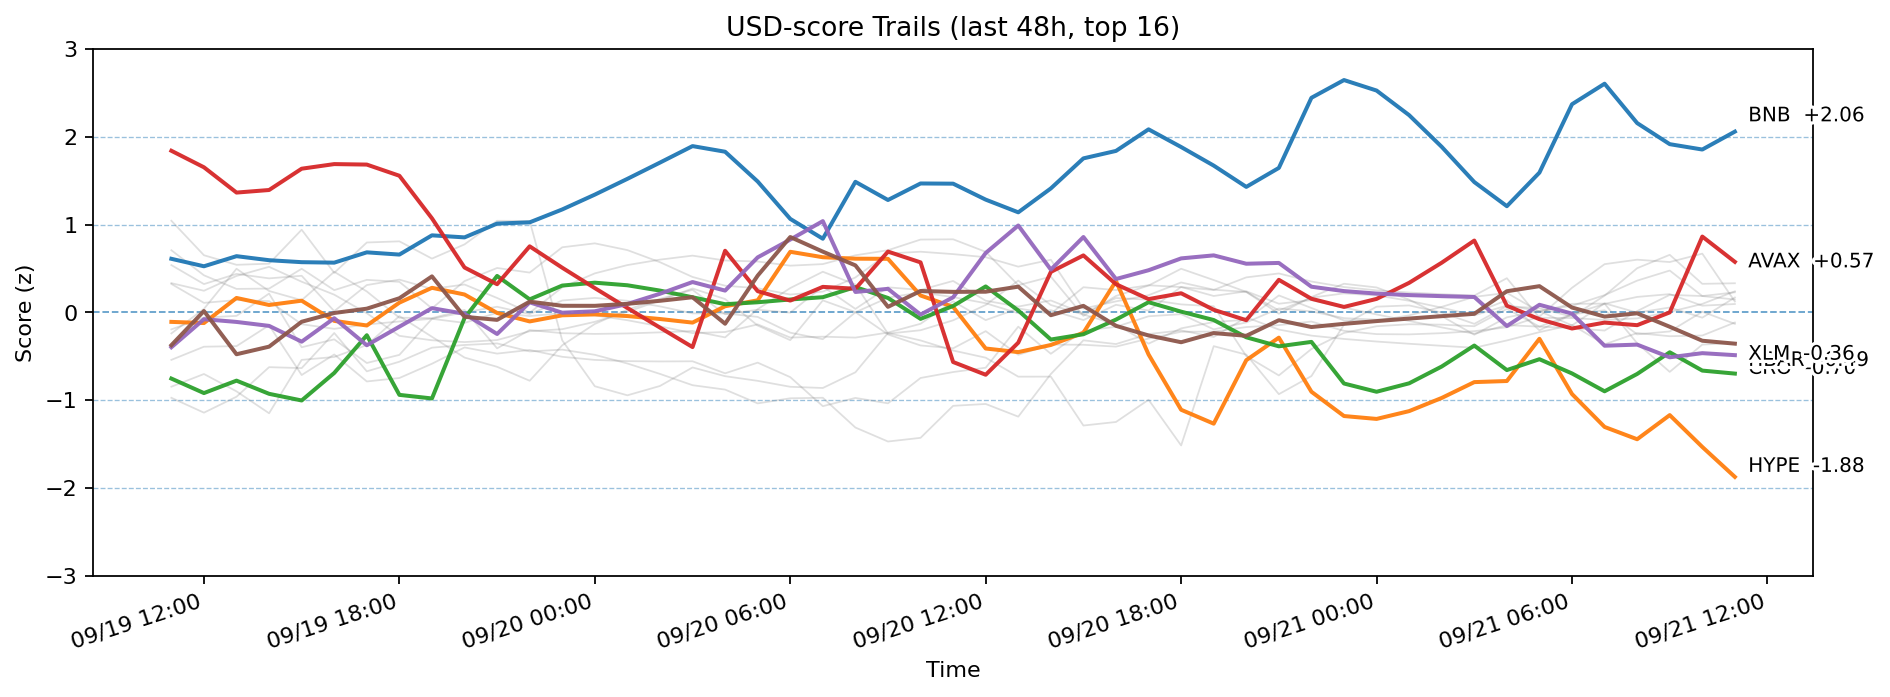 USD-score Trails (last 48h, top 16)
Score (z)
3
2
1
0
−1
−2
−3
BNB +2.06
AVAX +0.57
XLM -0.36
HYPE -1.88
09/19 12:00
09/19 18:00
09/20 00:00
09/20 06:00
09/20 12:00
09/20 18:00
09/21 00:00
09/21 06:00
09/21 12:00
Time